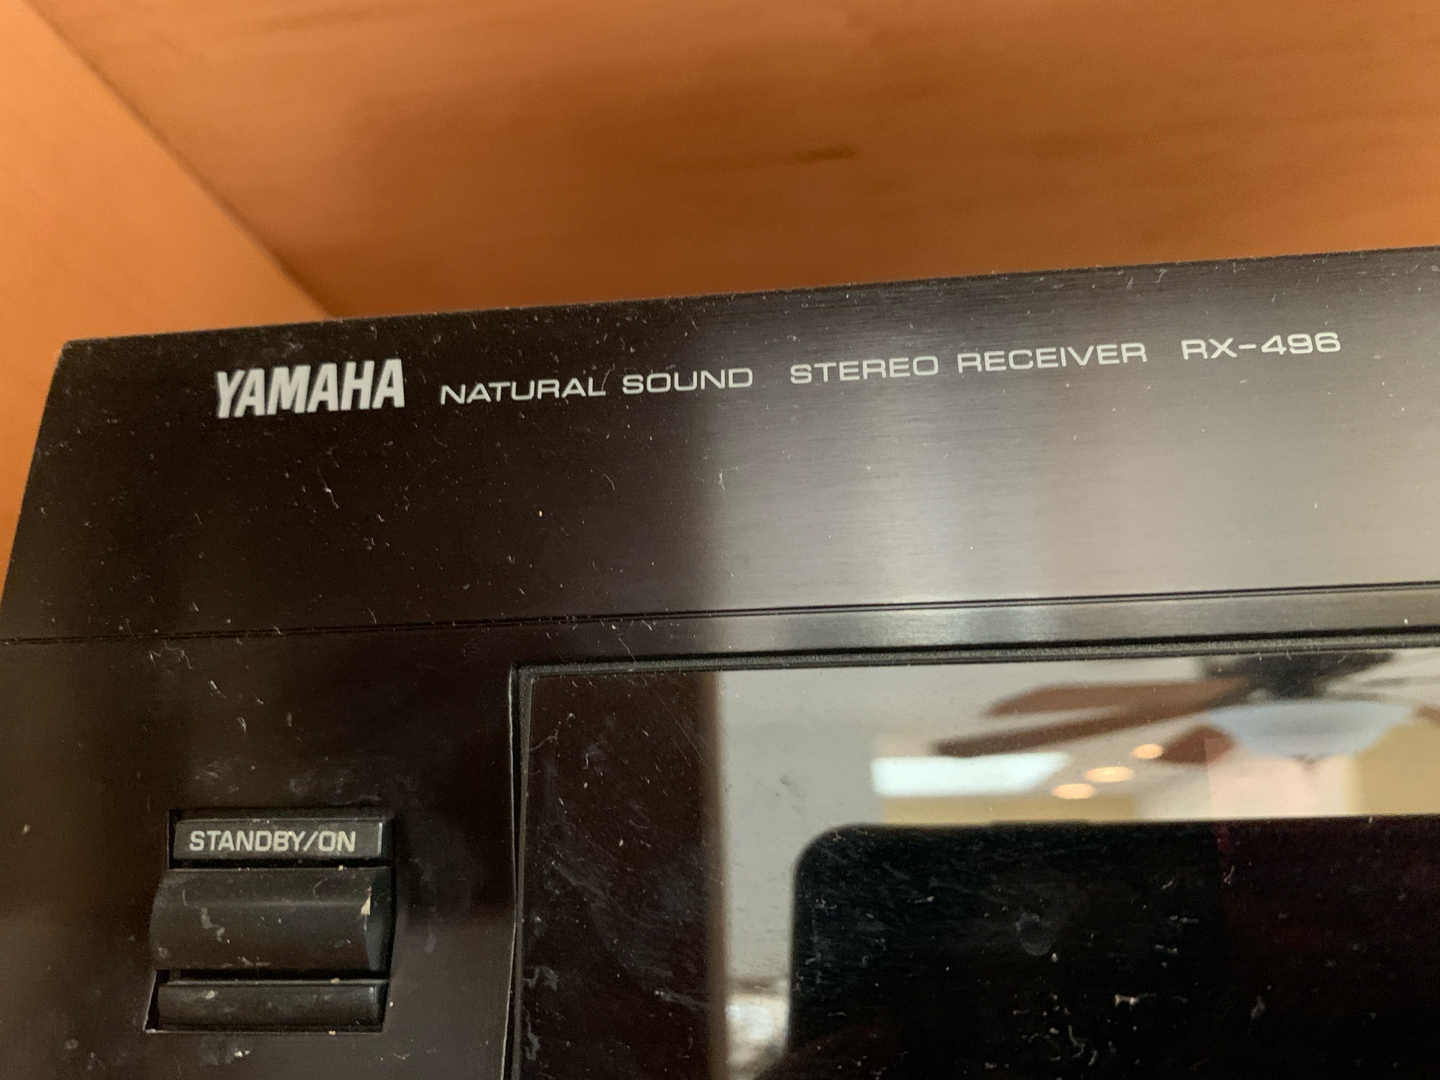 YAMAHA NATURAL SOUND STEREO RECEIVER RX-496
STANDBY/ON